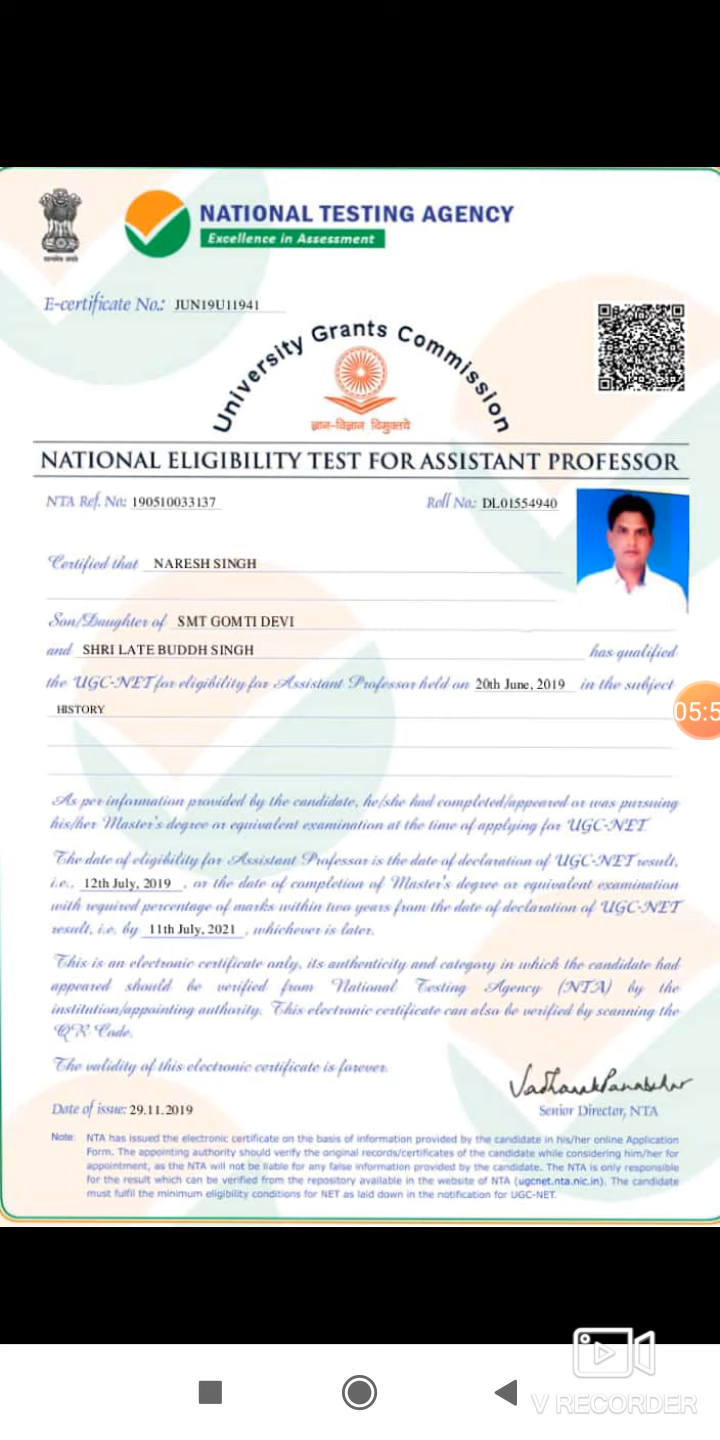 NATIONAL TESTING AGENCY
Excellence in Assessment
E-certificate No.: JUN19U11941
University Grants Commission
ज्ञान-विज्ञान विमुक्तये
NATIONAL ELIGIBILITY TEST FOR ASSISTANT PROFESSOR
NTA Ref. No: 190510033137 Roll No.: DL01554940
Certified that NARESH SINGH
Son/Daughter of SMT GOMTI DEVI
and SHRI LATE BUDDH SINGH has qualified
the UGC-NET for eligibility for Assistant Professor held on 20th June, 2019 in the subject
HISTORY
05:5
As per information provided by the candidate, he/she had completed/appeared or was pursuing
his/her Master's degree or equivalent examination at the time of applying for UGC-NET.
The date of eligibility for Assistant Professor is the date of declaration of UGC-NET result,
i.e., 12th July, 2019 , or the date of completion of Master's degree or equivalent examination
with required percentage of marks within two years from the date of declaration of UGC-NET
result, i.e. by 11th July, 2021 , whichever is later.
This is an electronic certificate only, its authenticity and category in which the candidate had
appeared should be verified from National Testing Agency (NTA) by the
institution/appointing authority. This electronic certificate can also be verified by scanning the
QR Code.
The validity of this electronic certificate is forever.
Date of issue: 29.11.2019
Senior Director, NTA
Note: NTA has issued the electronic certificate on the basis of information provided by the candidate in his/her online Application
Form. The appointing authority should verify the original records/certificates of the candidate while considering him/her for
appointment, as the NTA will not be liable for any false information provided by the candidate. The NTA is only responsible
for the result which can be verified from the repository available in the website of NTA (ugcnet.nta.nic.in). The candidate
must fulfil the minimum eligibility conditions for NET as laid down in the notification for UGC-NET.
V RECORDER